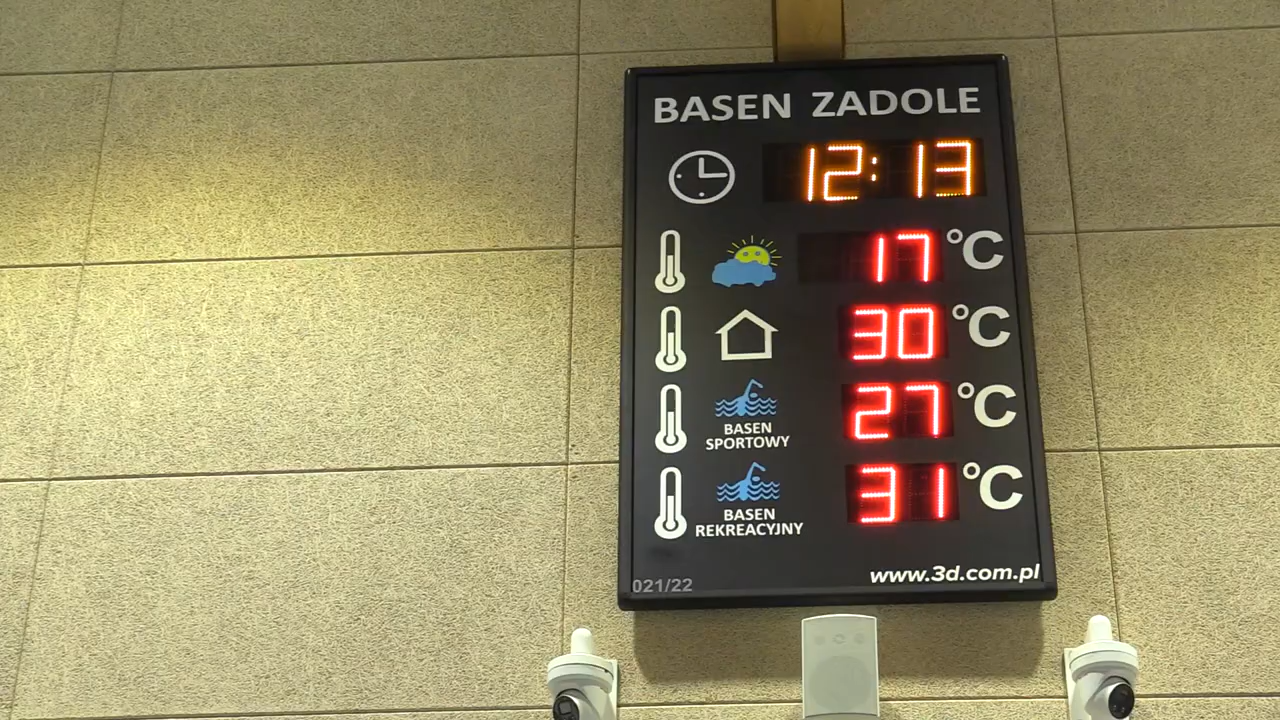 BASEN ZADOLE
12:13
17 °C
30 °C
27 °C
BASEN
SPORTOWY
31 °C
BASEN
REKREACYJNY
www.3d.com.pl
021/22